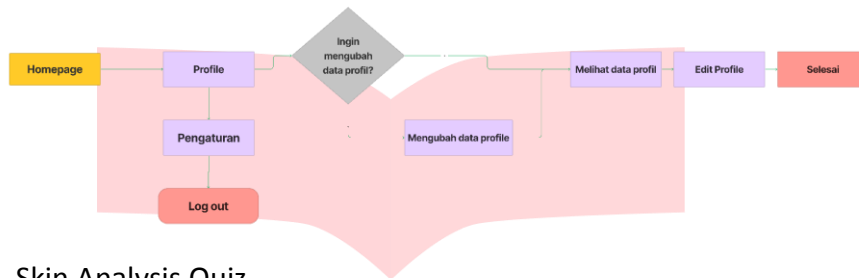 Ingin
mengubah
data profil?
Homepage
Profile
Melihat data profil
Edit Profile
Selesai
Pengaturan
Mengubah data profile
Log out
Skin Analysis Quiz